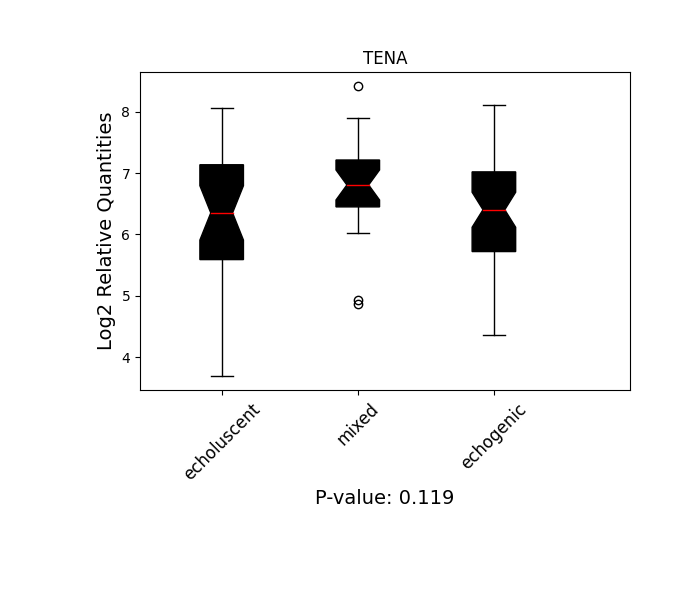 TENA
Log2 Relative Quantities
8
7
6
5
4
echoluscent
mixed
echogenic
P-value: 0.119